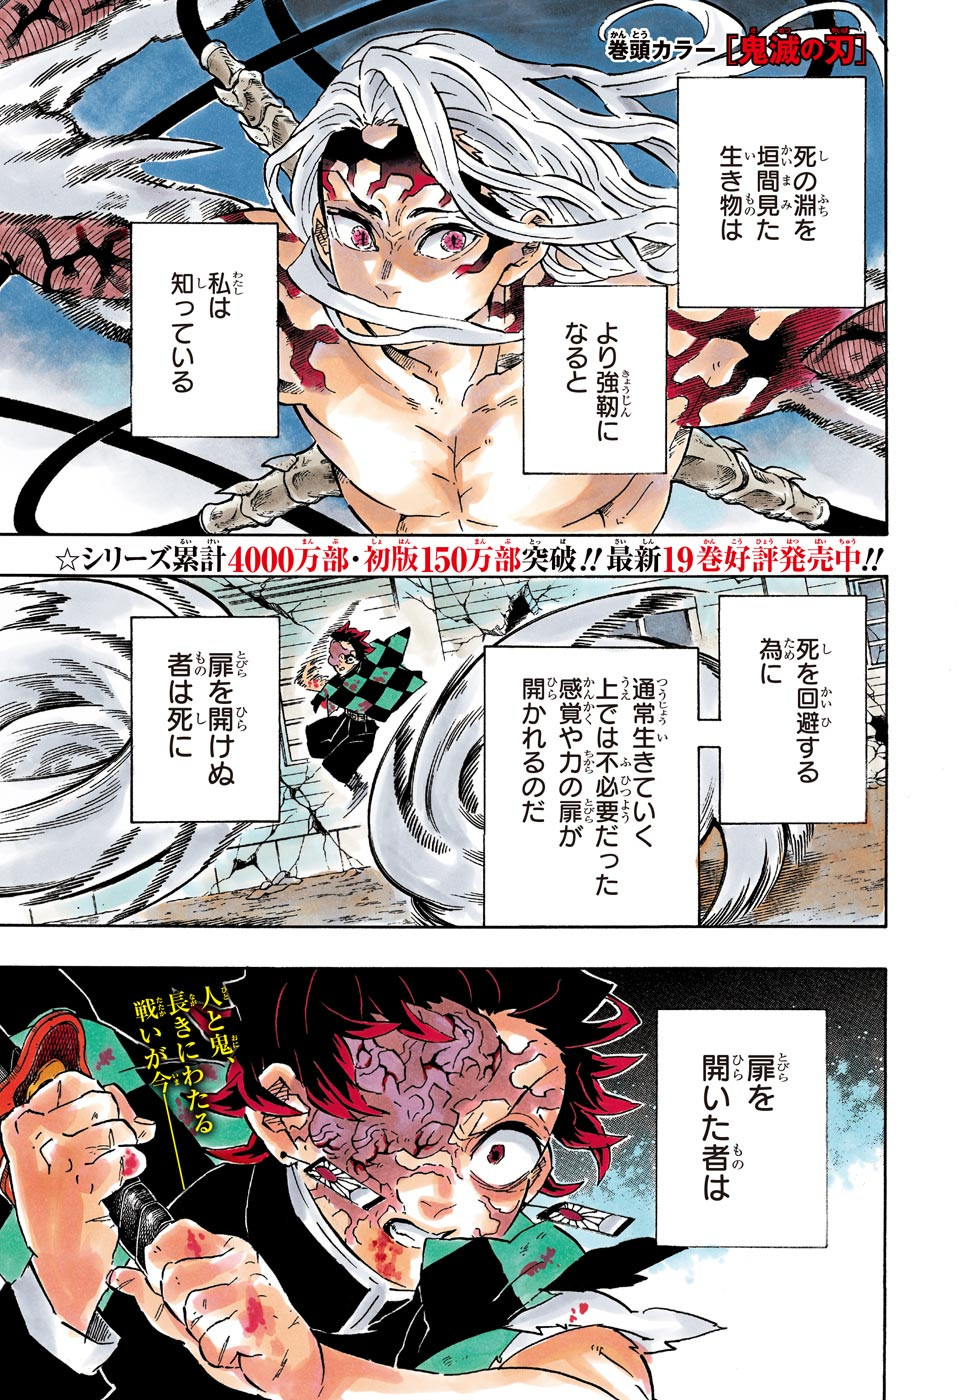 巻頭カラー[鬼滅の刃]
死の淵を
垣間見た
生き物は
より強靭に
なると
私は
知っている
☆シリーズ累計4000万部・初版150万部突破!!最新19巻好評発売中!!
死を回避する
為に
通常生きていく
上では不必要だった
感覚や力の扉が
開かれるのだ
扉を開けぬ
者は死に
扉を
開いた者は
人と鬼、
長きにわたる
戦いが今――